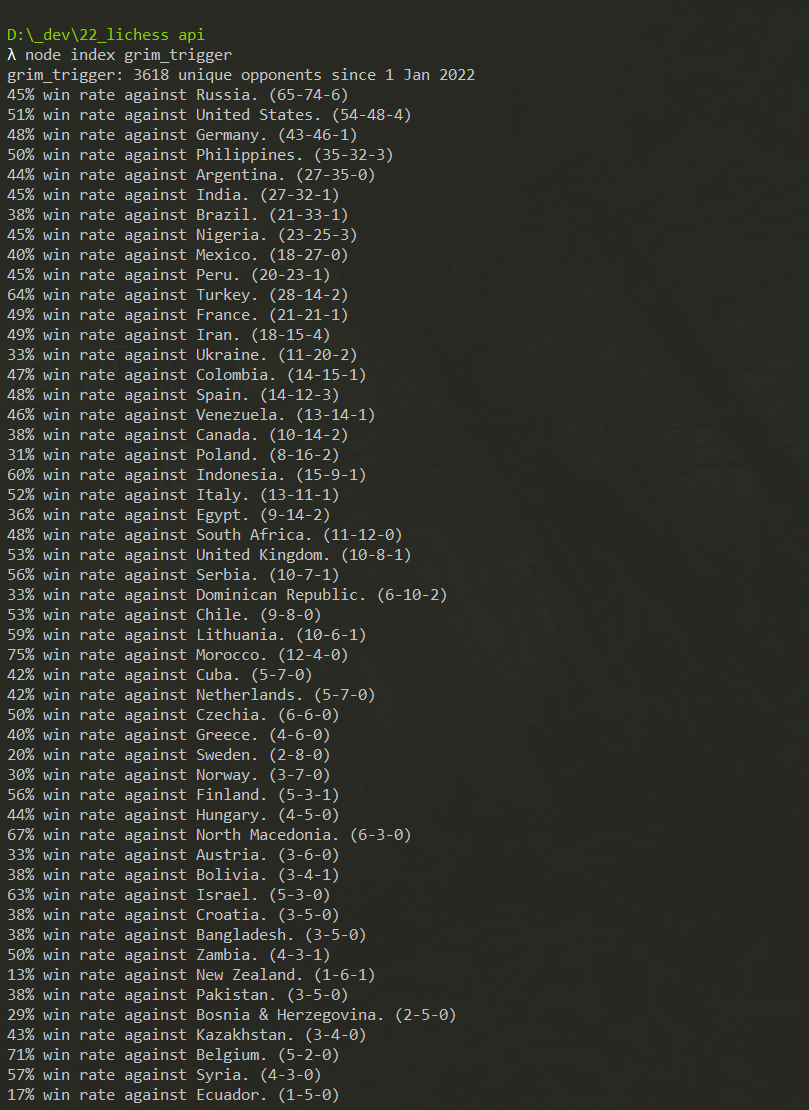 D:\_dev\22_lichess api
λ node index grim_trigger
grim_trigger: 3618 unique opponents since 1 Jan 2022
45% win rate against Russia. (65-74-6)
51% win rate against United States. (54-48-4)
48% win rate against Germany. (43-46-1)
50% win rate against Philippines. (35-32-3)
44% win rate against Argentina. (27-35-0)
45% win rate against India. (27-32-1)
38% win rate against Brazil. (21-33-1)
45% win rate against Nigeria. (23-25-3)
40% win rate against Mexico. (18-27-0)
45% win rate against Peru. (20-23-1)
64% win rate against Turkey. (28-14-2)
49% win rate against France. (21-21-1)
49% win rate against Iran. (18-15-4)
33% win rate against Ukraine. (11-20-2)
47% win rate against Colombia. (14-15-1)
48% win rate against Spain. (14-12-3)
46% win rate against Venezuela. (13-14-1)
38% win rate against Canada. (10-14-2)
31% win rate against Poland. (8-16-2)
60% win rate against Indonesia. (15-9-1)
52% win rate against Italy. (13-11-1)
36% win rate against Egypt. (9-14-2)
48% win rate against South Africa. (11-12-0)
53% win rate against United Kingdom. (10-8-1)
56% win rate against Serbia. (10-7-1)
33% win rate against Dominican Republic. (6-10-2)
53% win rate against Chile. (9-8-0)
59% win rate against Lithuania. (10-6-1)
75% win rate against Morocco. (12-4-0)
42% win rate against Cuba. (5-7-0)
42% win rate against Netherlands. (5-7-0)
50% win rate against Czechia. (6-6-0)
40% win rate against Greece. (4-6-0)
20% win rate against Sweden. (2-8-0)
30% win rate against Norway. (3-7-0)
56% win rate against Finland. (5-3-1)
44% win rate against Hungary. (4-5-0)
67% win rate against North Macedonia. (6-3-0)
33% win rate against Austria. (3-6-0)
38% win rate against Bolivia. (3-4-1)
63% win rate against Israel. (5-3-0)
38% win rate against Croatia. (3-5-0)
38% win rate against Bangladesh. (3-5-0)
50% win rate against Zambia. (4-3-1)
13% win rate against New Zealand. (1-6-1)
38% win rate against Pakistan. (3-5-0)
29% win rate against Bosnia & Herzegovina. (2-5-0)
43% win rate against Kazakhstan. (3-4-0)
71% win rate against Belgium. (5-2-0)
57% win rate against Syria. (4-3-0)
17% win rate against Ecuador. (1-5-0)